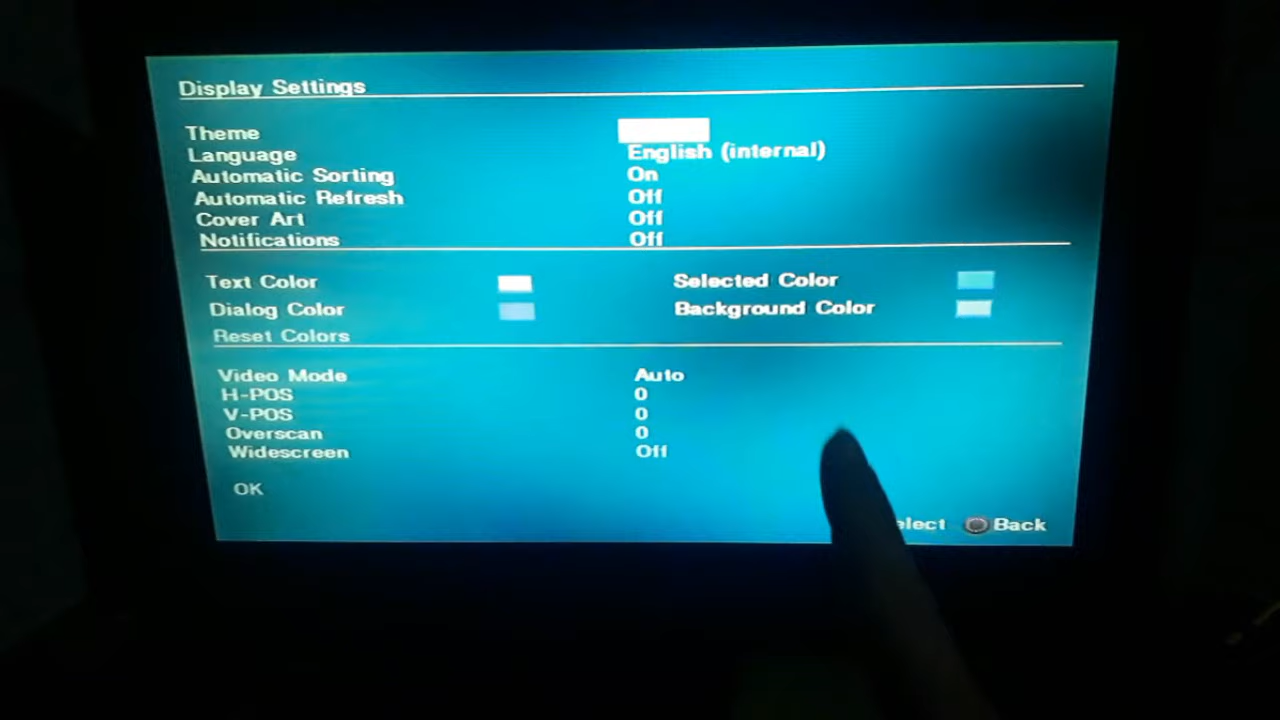 Display Settings
Theme
Language English (internal)
Automatic Sorting On
Automatic Refresh Off
Cover Art Off
Notifications Off
Text Color Selected Color
Dialog Color Background Color
Reset Colors
Video Mode Auto
H-POS 0
V-POS 0
Overscan 0
Widescreen Off
OK
Back